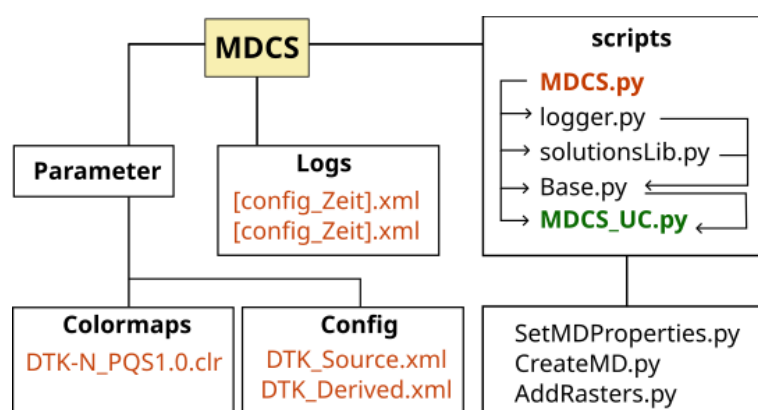 MDCS
Parameter
Logs
[config_Zeit].xml
[config_Zeit].xml
scripts
MDCS.py
logger.py
solutionsLib.py
Base.py
MDCS_UC.py
Colormaps
DTK-N_PQS1.0.clr
Config
DTK_Source.xml
DTK_Derived.xml
SetMDProperties.py
CreateMD.py
AddRasters.py